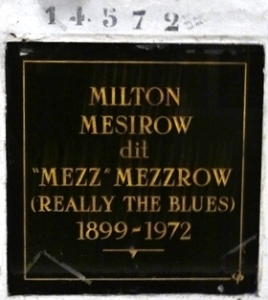 14572
MILTON
MESIROW
dit
"MEZZ" MEZZROW
(REALLY THE BLUES)
1899-1972